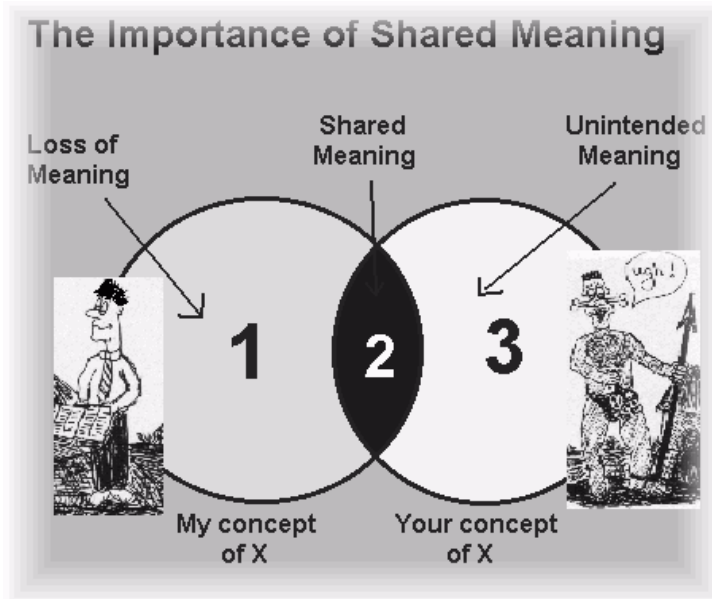 The Importance of Shared Meaning
Loss of
Meaning
Shared
Meaning
Unintended
Meaning
ugh!
1
2
3
My concept
of X
Your concept
of X